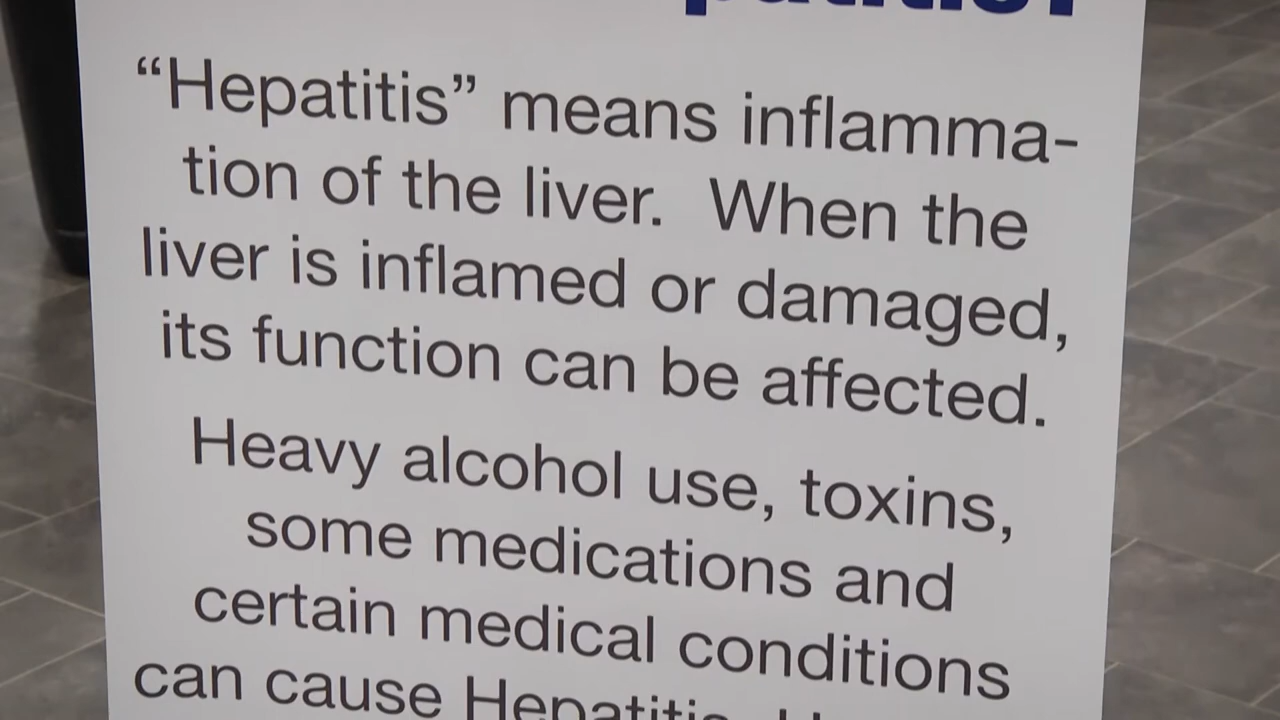 “Hepatitis” means inflamma-
tion of the liver.  When the
liver is inflamed or damaged,
its function can be affected.
Heavy alcohol use, toxins,
some medications and
certain medical conditions
can cause Hepatitis.